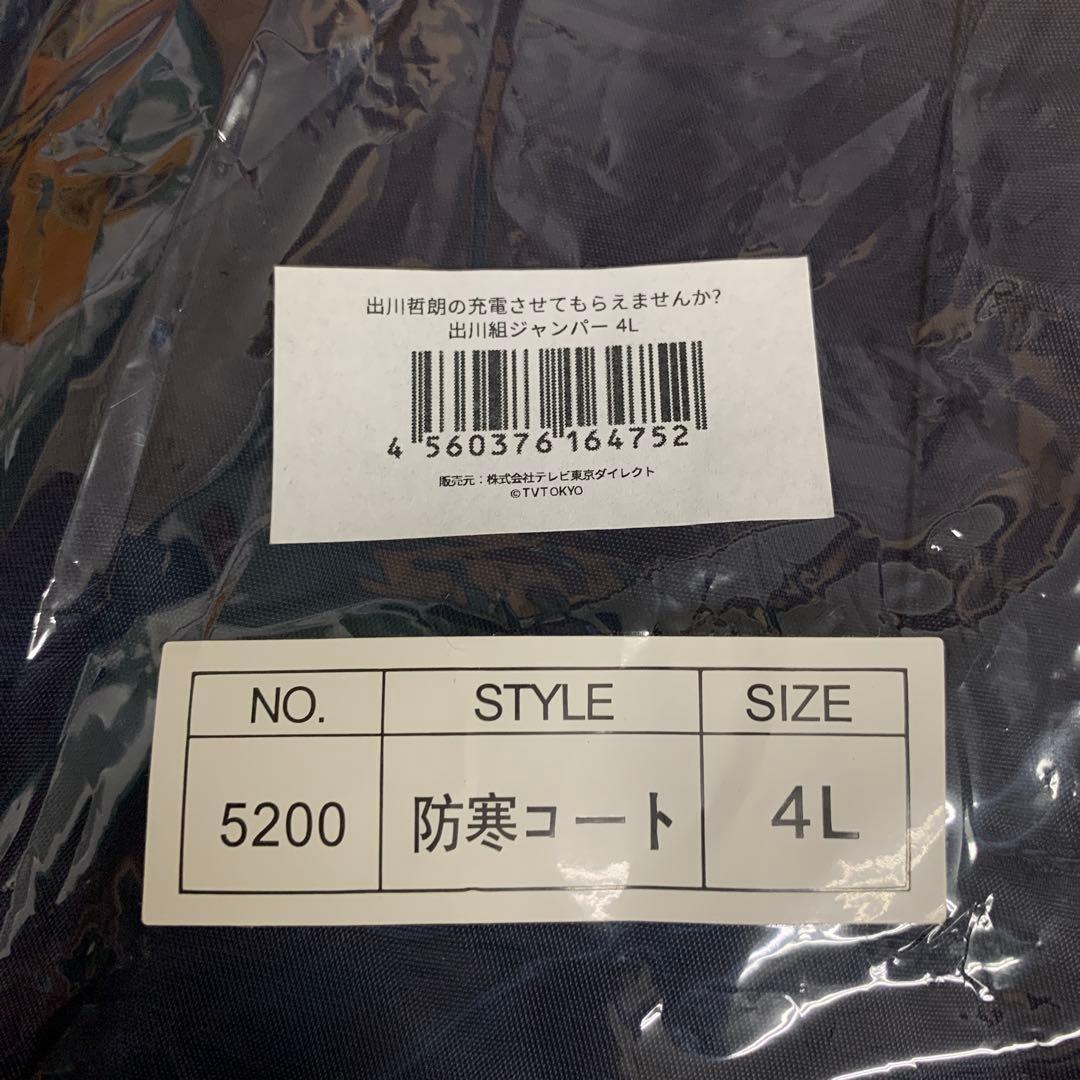 出川哲朗の充電させてもらえませんか?
出川組ジャンパー 4L
4 560376 164752
販売元：株式会社テレビ東京ダイレクト
©TVTOKYO
NO. STYLE SIZE
5200 防寒コート 4L